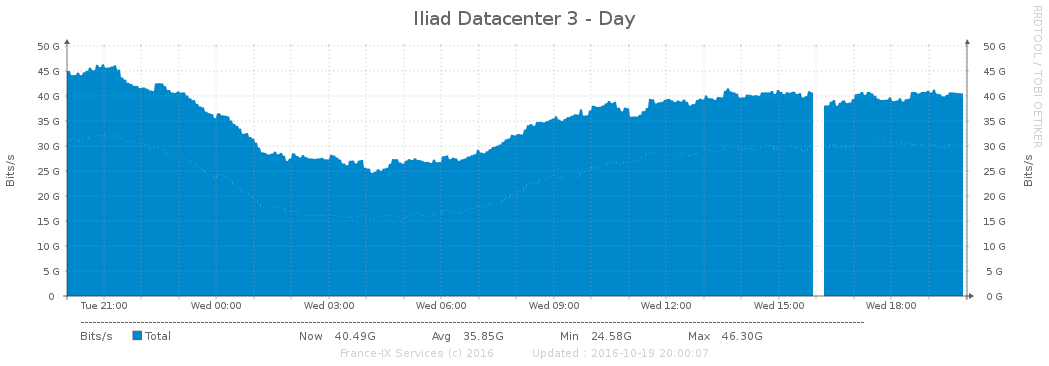 Iliad Datacenter 3 - Day
RRDTOOL / TOBI OETIKER
50 G 50 G
45 G 45 G
40 G 40 G
35 G 35 G
30 G 30 G
25 G 25 G
20 G 20 G
15 G 15 G
10 G 10 G
5 G 5 G
0 0 G
Bits/s
Bits/s
Tue 21:00 Wed 00:00 Wed 03:00 Wed 06:00 Wed 09:00 Wed 12:00 Wed 15:00 Wed 18:00
Bits/s Total Now 40.49G Avg 35.85G Min 24.58G Max 46.30G
France-IX Services (c) 2016 Updated : 2016-10-19 20:00:07